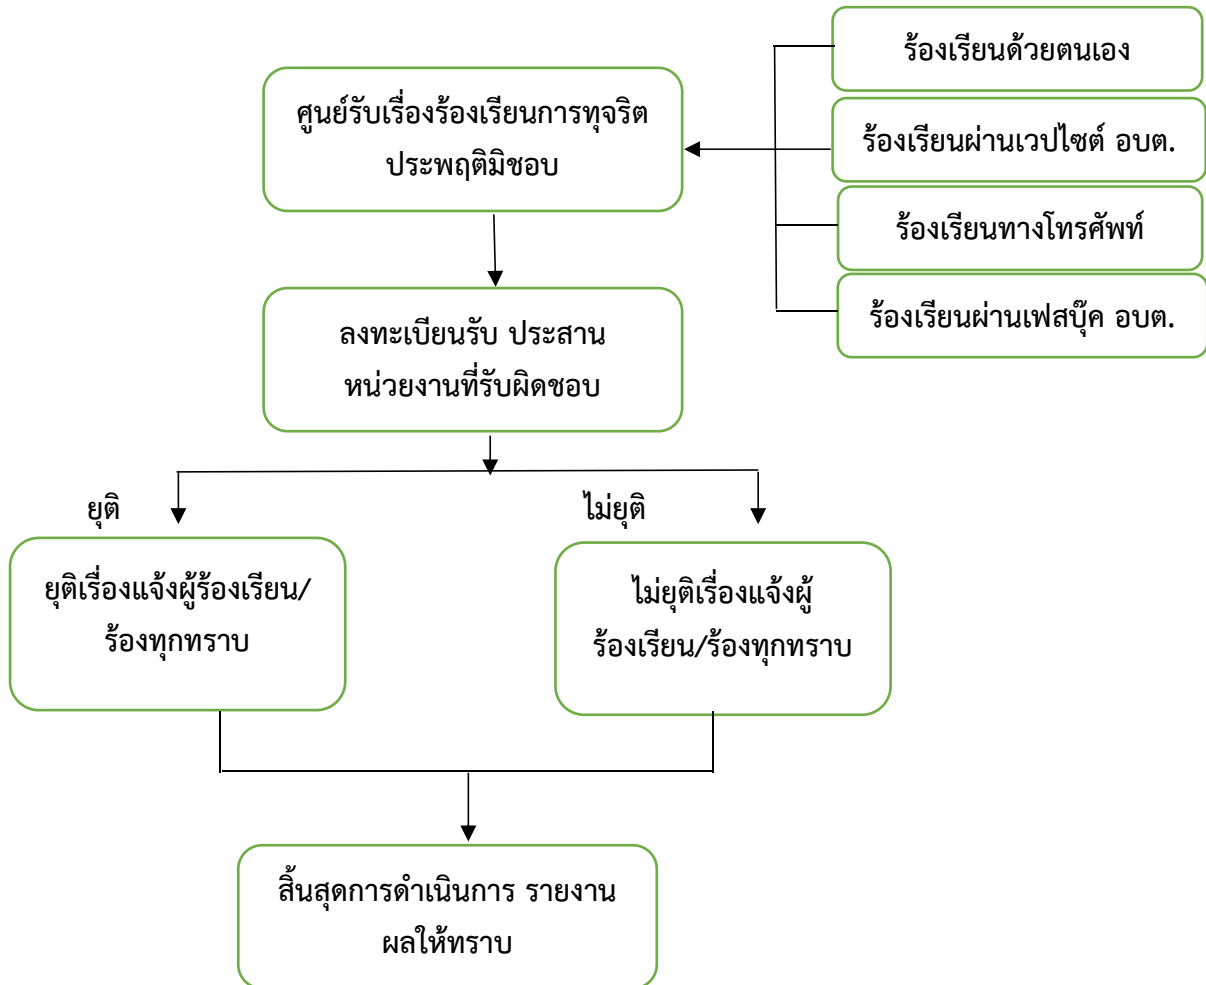 ร้องเรียนด้วยตนเอง
ศูนย์รับเรื่องร้องเรียนการทุจริต
ประพฤติมิชอบ
ร้องเรียนผ่านเวปไซต์ อบต.
ร้องเรียนทางโทรศัพท์
ร้องเรียนผ่านเฟสบุ๊ค อบต.
ลงทะเบียนรับ ประสาน
หน่วยงานที่รับผิดชอบ
ยุติ
ไม่ยุติ
ยุติเรื่องแจ้งผู้ร้องเรียน/
ร้องทุกทราบ
ไม่ยุติเรื่องแจ้งผู้
ร้องเรียน/ร้องทุกทราบ
สิ้นสุดการดำเนินการ รายงาน
ผลให้ทราบ